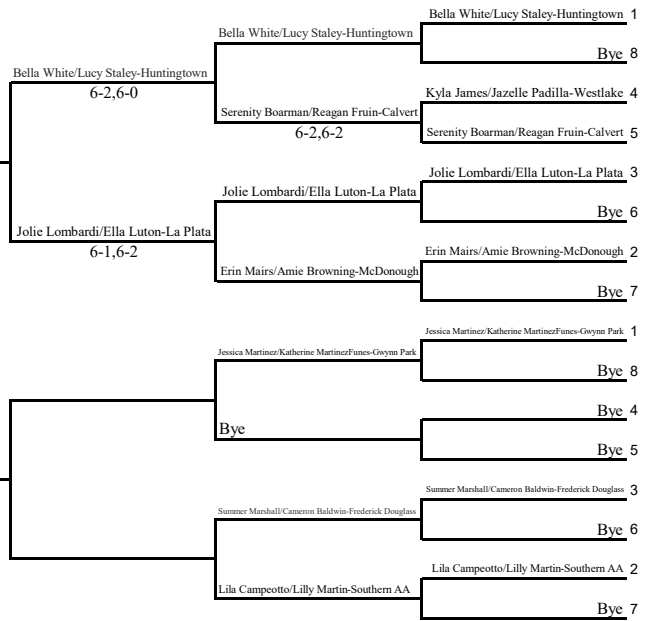 Bella White/Lucy Staley-Huntingtown 1
Bella White/Lucy Staley-Huntingtown
Bye 8
Bella White/Lucy Staley-Huntingtown
6-2,6-0
Kyla James/Jazelle Padilla-Westlake 4
Serenity Boarman/Reagan Fruin-Calvert
6-2,6-2
Serenity Boarman/Reagan Fruin-Calvert 5
Jolie Lombardi/Ella Luton-La Plata 3
Jolie Lombardi/Ella Luton-La Plata
Bye 6
Jolie Lombardi/Ella Luton-La Plata
6-1,6-2
Erin Mairs/Amie Browning-McDonough 2
Erin Mairs/Amie Browning-McDonough
Bye 7
Jessica Martinez/Katherine MartinezFunes-Gwynn Park 1
Jessica Martinez/Katherine MartinezFunes-Gwynn Park
Bye 8
Bye 4
Bye
Bye 5
Summer Marshall/Cameron Baldwin-Frederick Douglass 3
Summer Marshall/Cameron Baldwin-Frederick Douglass
Bye 6
Lila Campeotto/Lilly Martin-Southern AA 2
Lila Campeotto/Lilly Martin-Southern AA
Bye 7